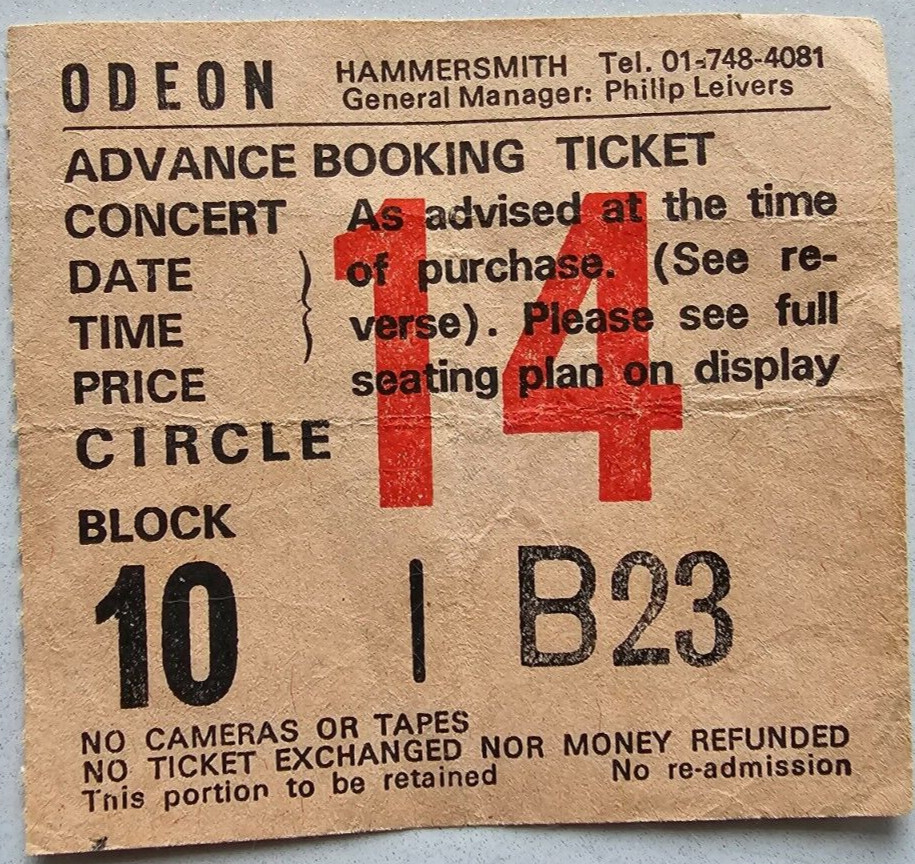 ODEON HAMMERSMITH Tel. 01-748-4081
General Manager: Philip Leivers
ADVANCE BOOKING TICKET
CONCERT As advised at the time
DATE of purchase. (See re-
TIME verse). Please see full
PRICE seating plan on display
14
CIRCLE
BLOCK
10 | B23
NO CAMERAS OR TAPES
NO TICKET EXCHANGED NOR MONEY REFUNDED
This portion to be retained No re-admission